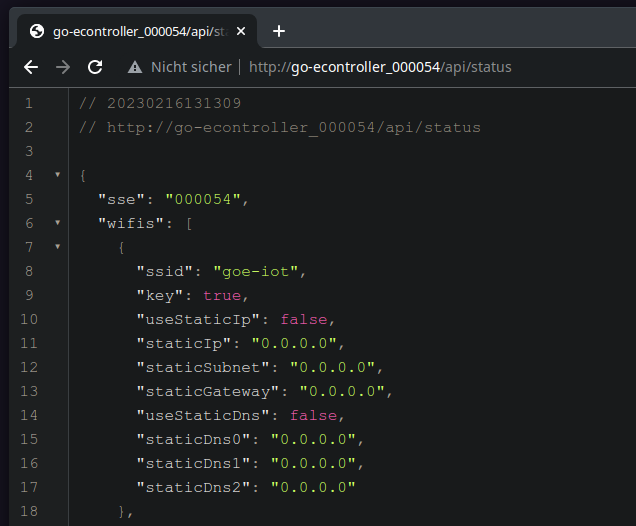 go-econtroller_000054/api/sta
Nicht sicher | http://go-econtroller_000054/api/status
1 // 20230216131309
2 // http://go-econtroller_000054/api/status
3
4 {
5 "sse": "000054",
6 "wifis": [
7 {
8 "ssid": "goe-iot",
9 "key": true,
10 "useStaticIp": false,
11 "staticIp": "0.0.0.0",
12 "staticSubnet": "0.0.0.0",
13 "staticGateway": "0.0.0.0",
14 "useStaticDns": false,
15 "staticDns0": "0.0.0.0",
16 "staticDns1": "0.0.0.0",
17 "staticDns2": "0.0.0.0"
18 },